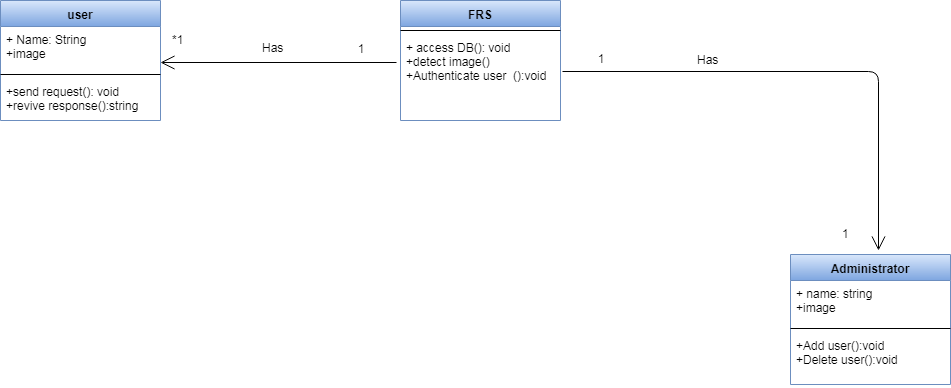 user
+ Name: String
+image
+send request(): void
+revive response():string
*1
Has
1
FRS
+ access DB(): void
+detect image()
+Authenticate user  ():void
1
Has
1
Administrator
+ name: string
+image
+Add user():void
+Delete user():void